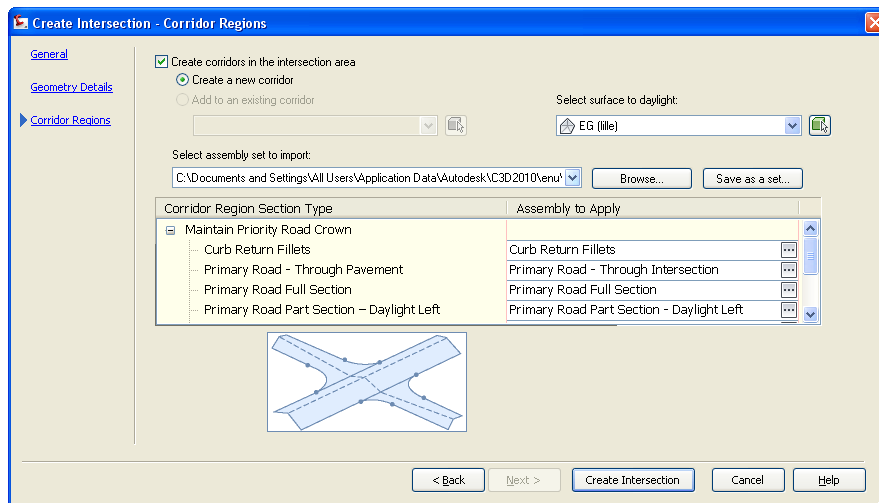 Create Intersection - Corridor Regions
General
Geometry Details
Corridor Regions
Create corridors in the intersection area
Create a new corridor
Add to an existing corridor
Select surface to daylight:
EG (lille)
Select assembly set to import:
C:\Documents and Settings\All Users\Application Data\Autodesk\C3D2010\enu\
Browse...
Save as a set...
Corridor Region Section Type Assembly to Apply
Maintain Priority Road Crown
Curb Return Fillets Curb Return Fillets ...
Primary Road - Through Pavement Primary Road - Through Intersection ...
Primary Road Full Section Primary Road Full Section ...
Primary Road Part Section – Daylight Left Primary Road Part Section - Daylight Left ...
< Back Next > Create Intersection Cancel Help